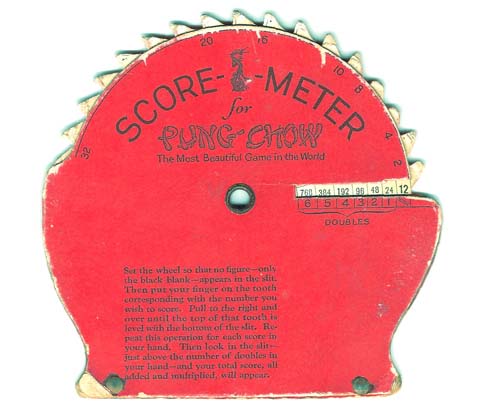 20 16
10 8
SCORE-METER
4
for
32
PUNG-CHOW
2
The Most Beautiful Game in the World
768 384 192 96 48 24 12
6 5 4 3 2 1
DOUBLES
Set the wheel so that no figure—only
the black blank—appears in the slit.
Then put your finger on the tooth
corresponding with the number you
wish to score. Pull to the right and
over until the top of that tooth is
level with the bottom of the slit. Re-
peat this operation for each score in
your hand. Then look in the slit—
just above the number of doubles in
your hand—and your total score, all
added and multiplied, will appear.